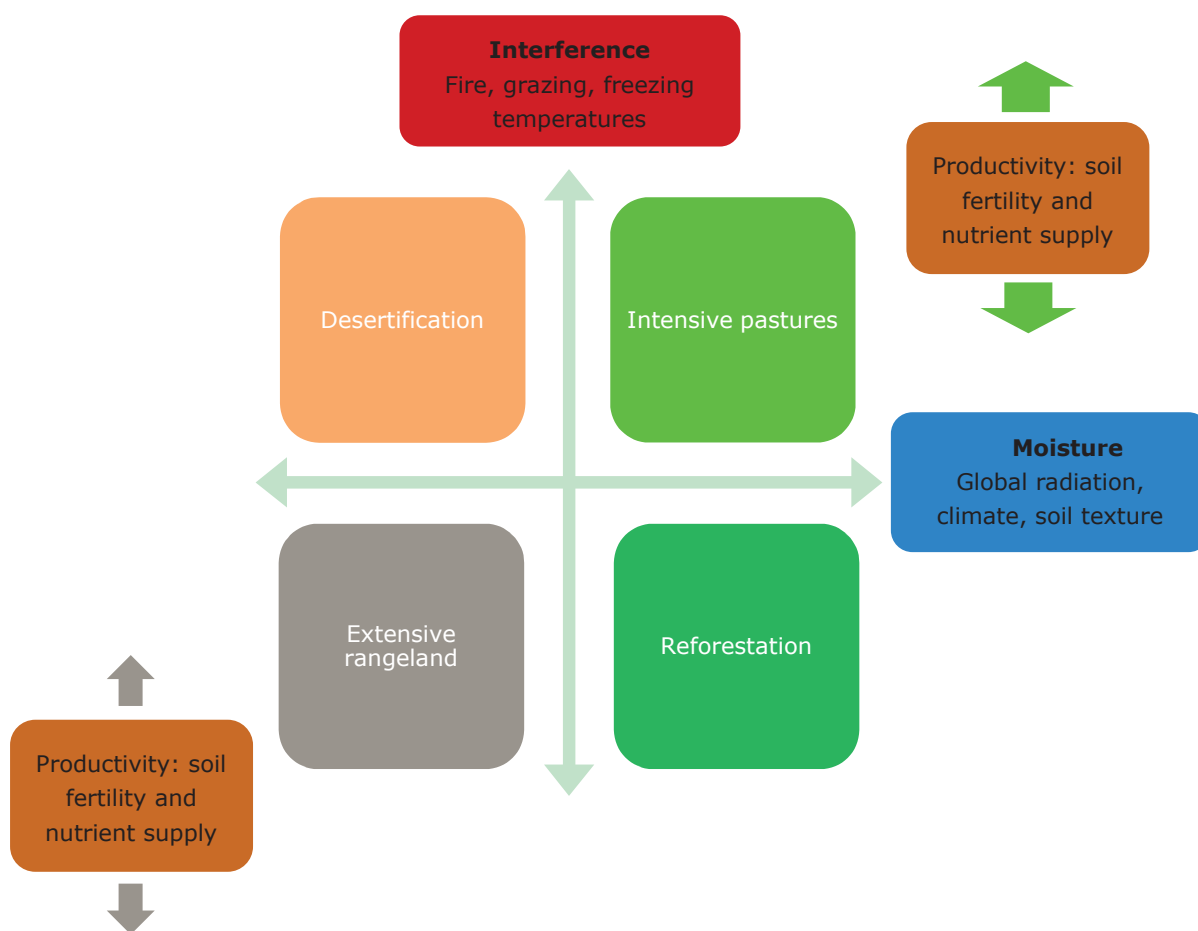 Interference
Fire, grazing, freezing
temperatures
Productivity: soil
fertility and
nutrient supply
Desertification
Intensive pastures
Moisture
Global radiation,
climate, soil texture
Extensive
rangeland
Reforestation
Productivity: soil
fertility and
nutrient supply